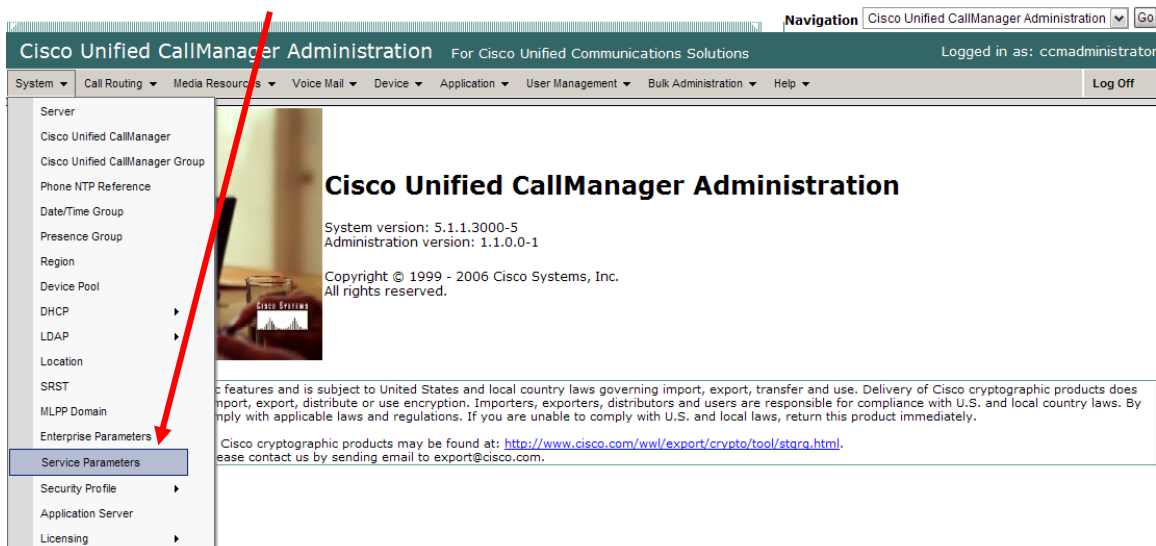 Navigation Cisco Unified CallManager Administration Go
Cisco Unified CallManager Administration For Cisco Unified Communications Solutions Logged in as: ccmadministrator
System Call Routing Media Resources Voice Mail Device Application User Management Bulk Administration Help Log Off
Server
Cisco Unified CallManager
Cisco Unified CallManager Group
Phone NTP Reference
Date/Time Group
Presence Group
Region
Device Pool
DHCP
LDAP
Location
SRST
MLPP Domain
Enterprise Parameters
Service Parameters
Security Profile
Application Server
Licensing
CISCO SYSTEMS
Cisco Unified CallManager Administration
System version: 5.1.1.3000-5
Administration version: 1.1.0.0-1
Copyright © 1999 - 2006 Cisco Systems, Inc.
All rights reserved.
features and is subject to United States and local country laws governing import, export, transfer and use. Delivery of Cisco cryptographic products does
import, export, distribute or use encryption. Importers, exporters, distributors and users are responsible for compliance with U.S. and local country laws. By
mply with applicable laws and regulations. If you are unable to comply with U.S. and local laws, return this product immediately.
Cisco cryptographic products may be found at: http://www.cisco.com/wwl/export/crypto/tool/stqrg.html.
ease contact us by sending email to export@cisco.com.